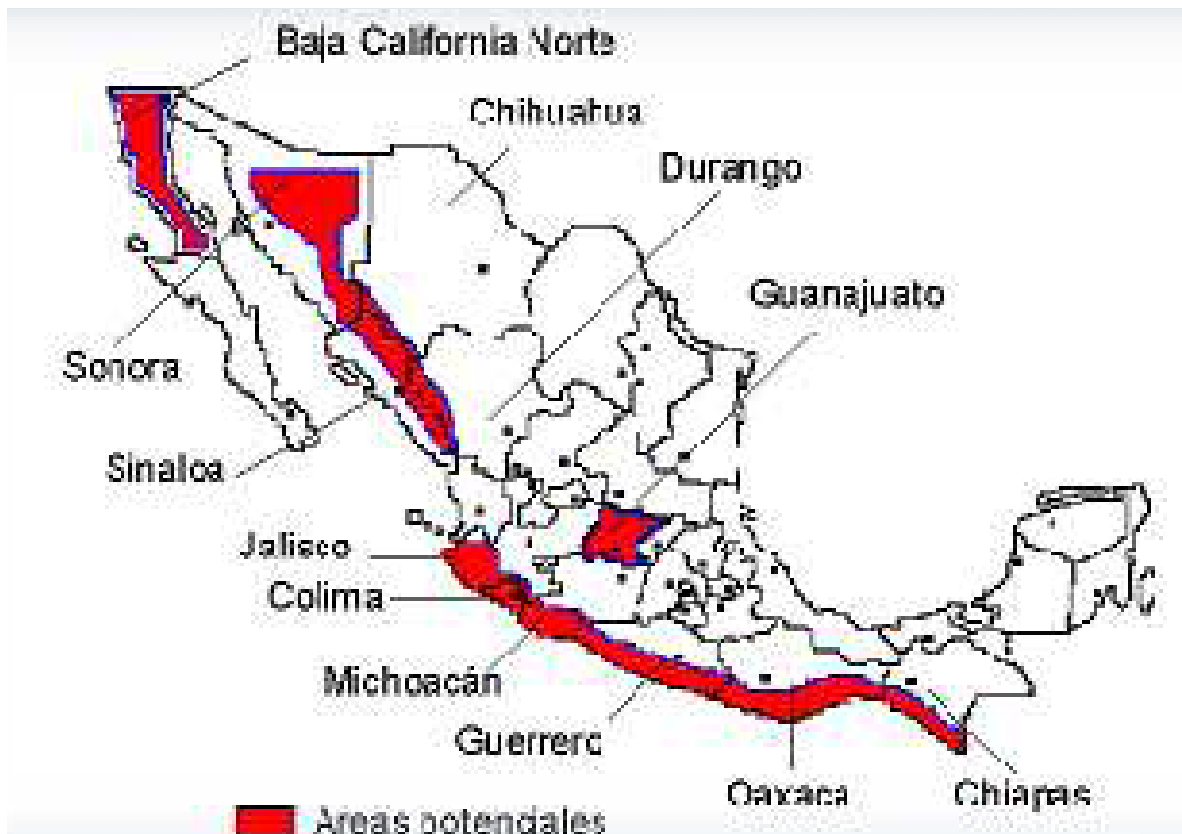 Baja California Norte
Chihuahua
Durango
Guanajuato
Sonora
Sinaloa
Jalisco
Colima
Michoacán
Guerrero
Oaxaca
Chiapas
Areas potenciales